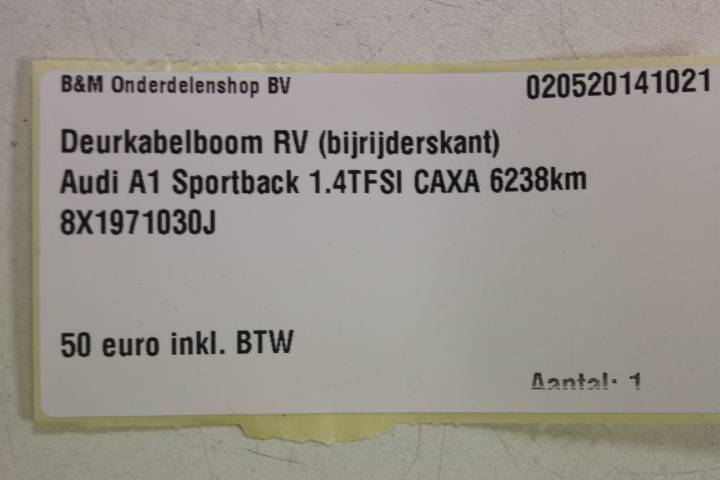 B&M Onderdelenshop BV 020520141021
Deurkabelboom RV (bijrijderskant)
Audi A1 Sportback 1.4TFSI CAXA 6238km
8X1971030J
50 euro inkl. BTW
Aantal: 1